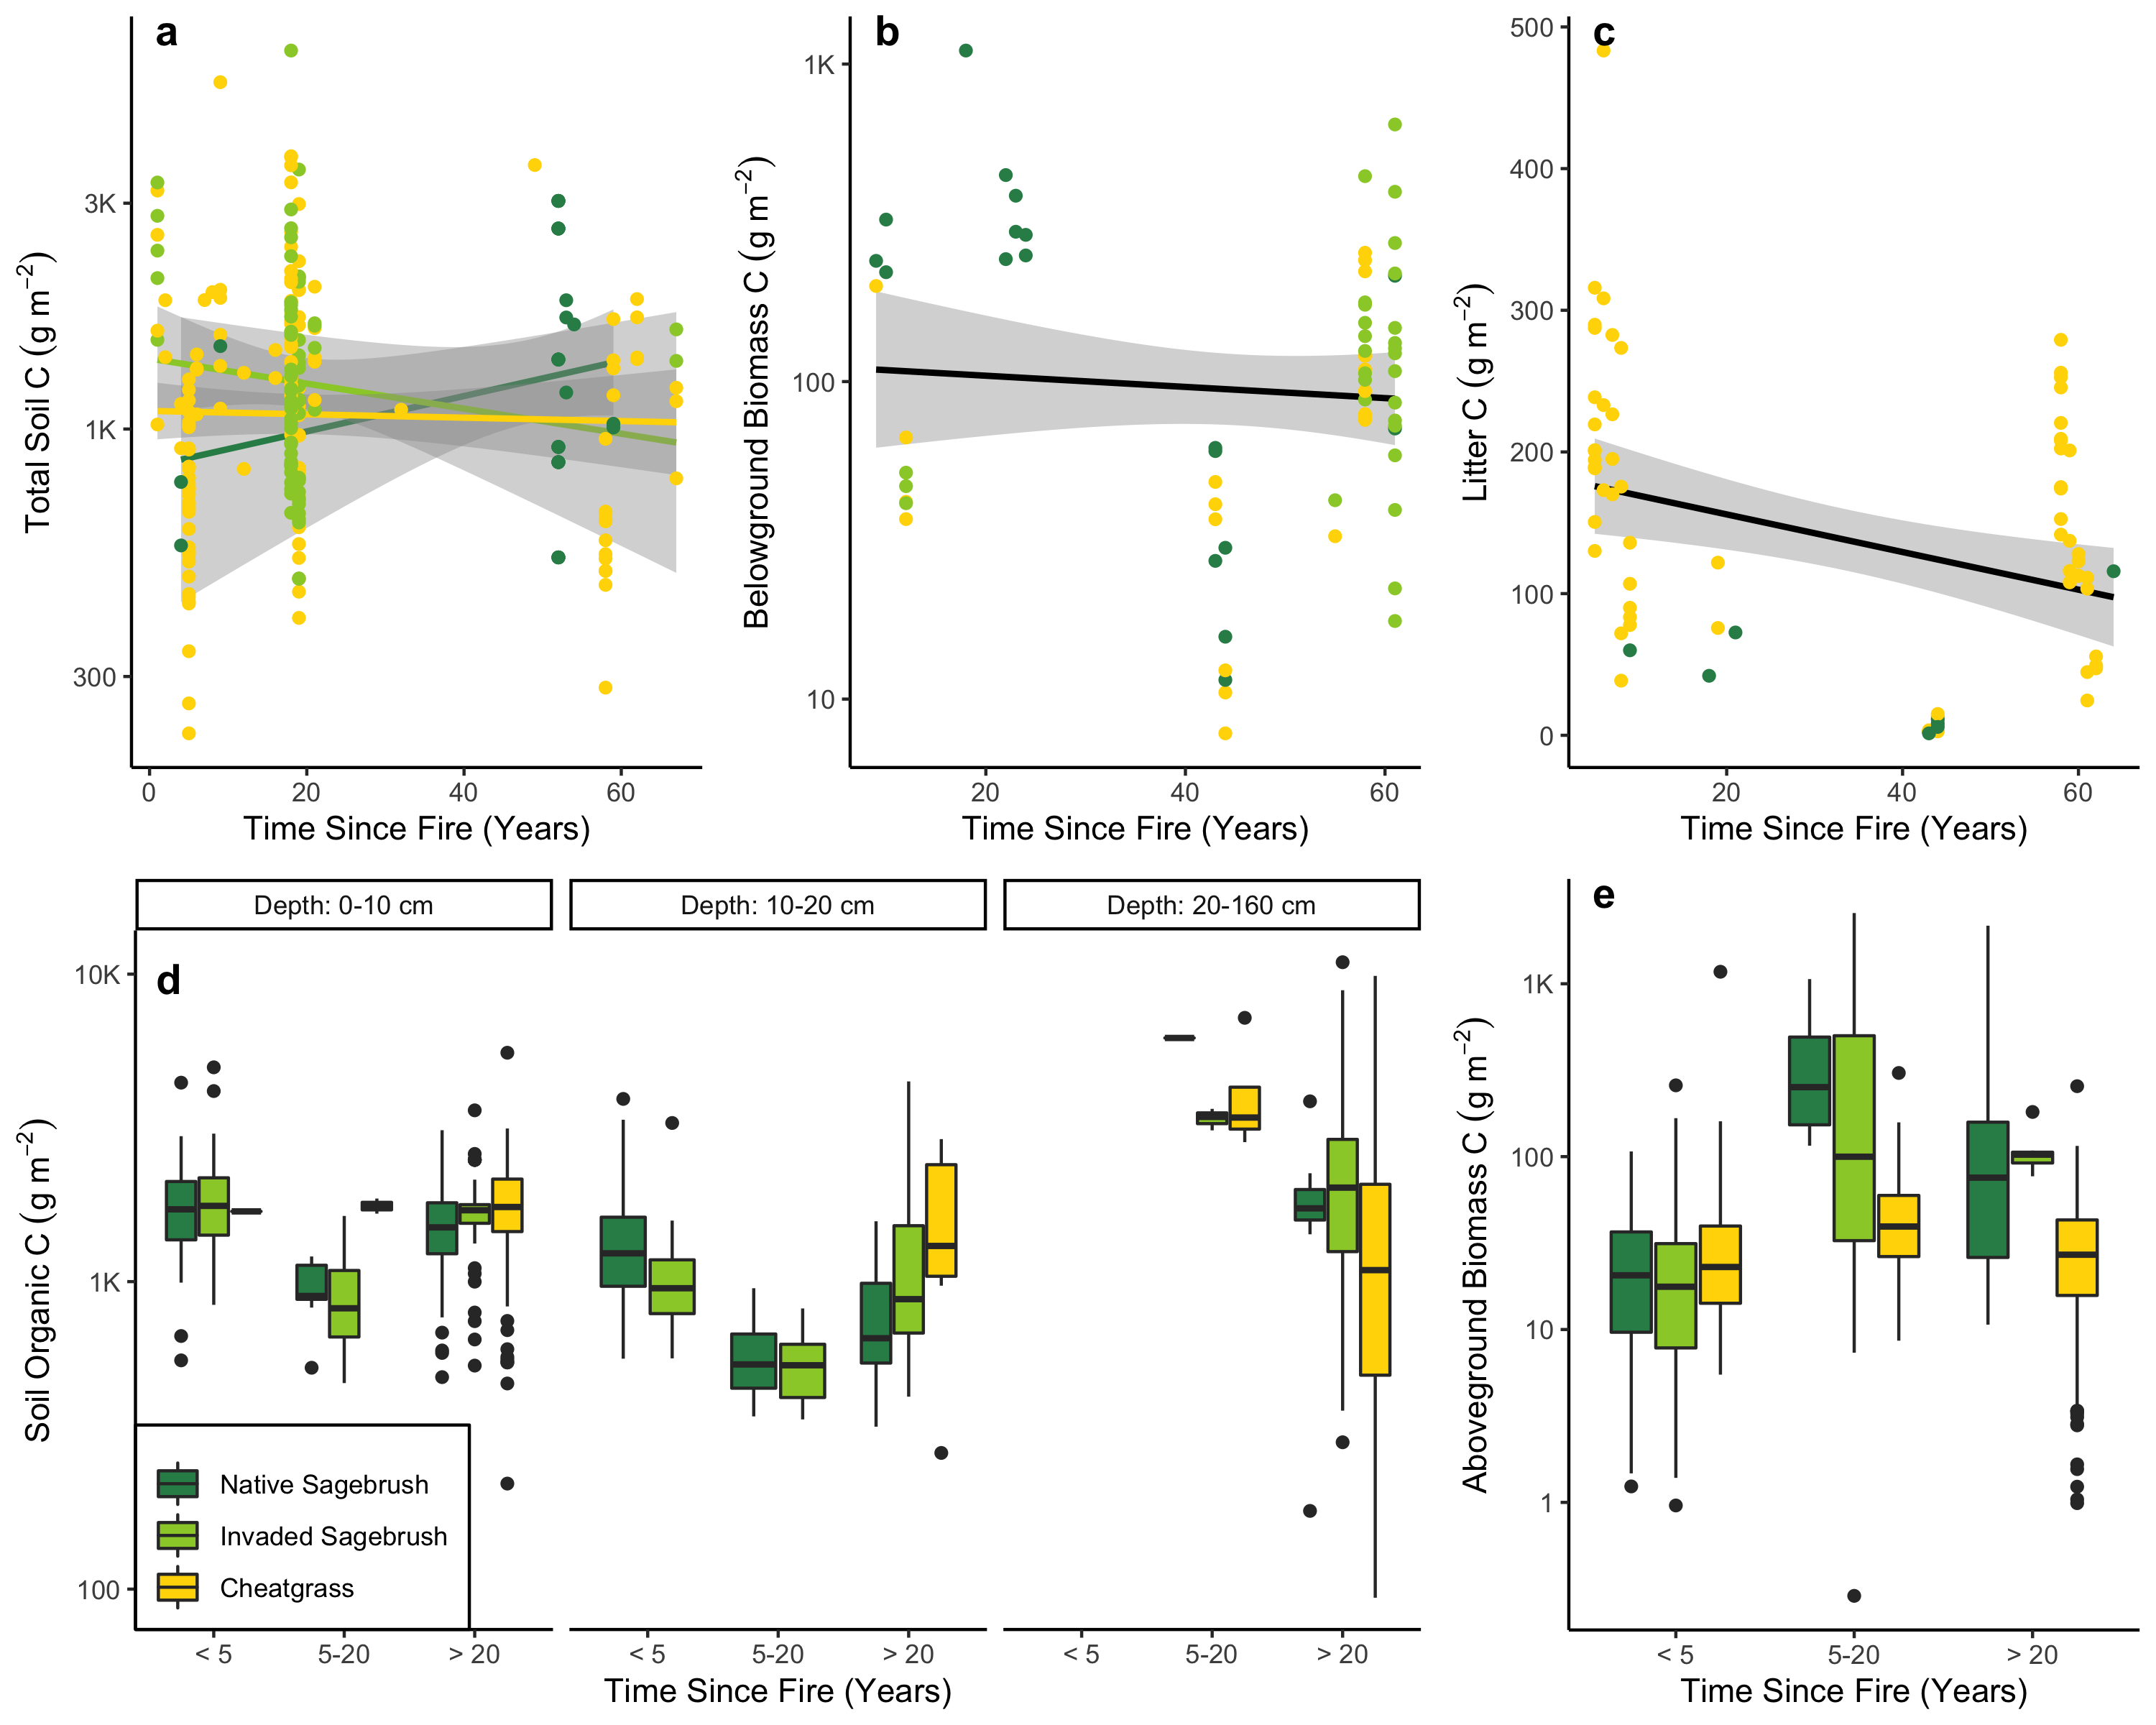 a
Total Soil C (g m−2)
3K
1K
300
0 20 40 60
Time Since Fire (Years)
b
Belowground Biomass C (g m−2)
1K
100
10
20 40 60
Time Since Fire (Years)
c
Litter C (g m−2)
500
400
300
200
100
0
20 40 60
Time Since Fire (Years)
Depth: 0-10 cm
Depth: 10-20 cm
Depth: 20-160 cm
d
Soil Organic C (g m−2)
10K
1K
100
Native Sagebrush
Invaded Sagebrush
Cheatgrass
< 5 5-20 > 20
< 5 5-20 > 20
< 5 5-20 > 20
Time Since Fire (Years)
e
Aboveground Biomass C (g m−2)
1K
100
10
1
< 5 5-20 > 20
Time Since Fire (Years)